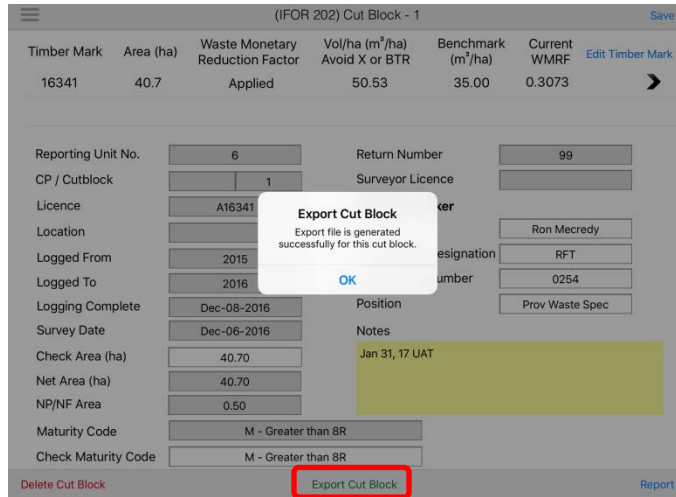 (IFOR 202) Cut Block - 1 Save
Timber Mark Area (ha) Waste Monetary Reduction Factor Vol/ha (m³/ha) Avoid X or BTR Benchmark (m³/ha) Current WMRF Edit Timber Mark
16341 40.7 Applied 50.53 35.00 0.3073
Reporting Unit No. 6 Return Number 99
CP / Cutblock 1 Surveyor Licence
Licence A16341
Location Ron Mecredy
Logged From 2015 RFT
Logged To 2016 0254
Logging Complete Dec-08-2016 Position Prov Waste Spec
Survey Date Dec-06-2016 Notes
Check Area (ha) 40.70 Jan 31, 17 UAT
Net Area (ha) 40.70
NP/NF Area 0.50
Maturity Code M - Greater than 8R
Check Maturity Code M - Greater than 8R
Export Cut Block
Export file is generated
successfully for this cut block.
OK
Delete Cut Block Export Cut Block Report